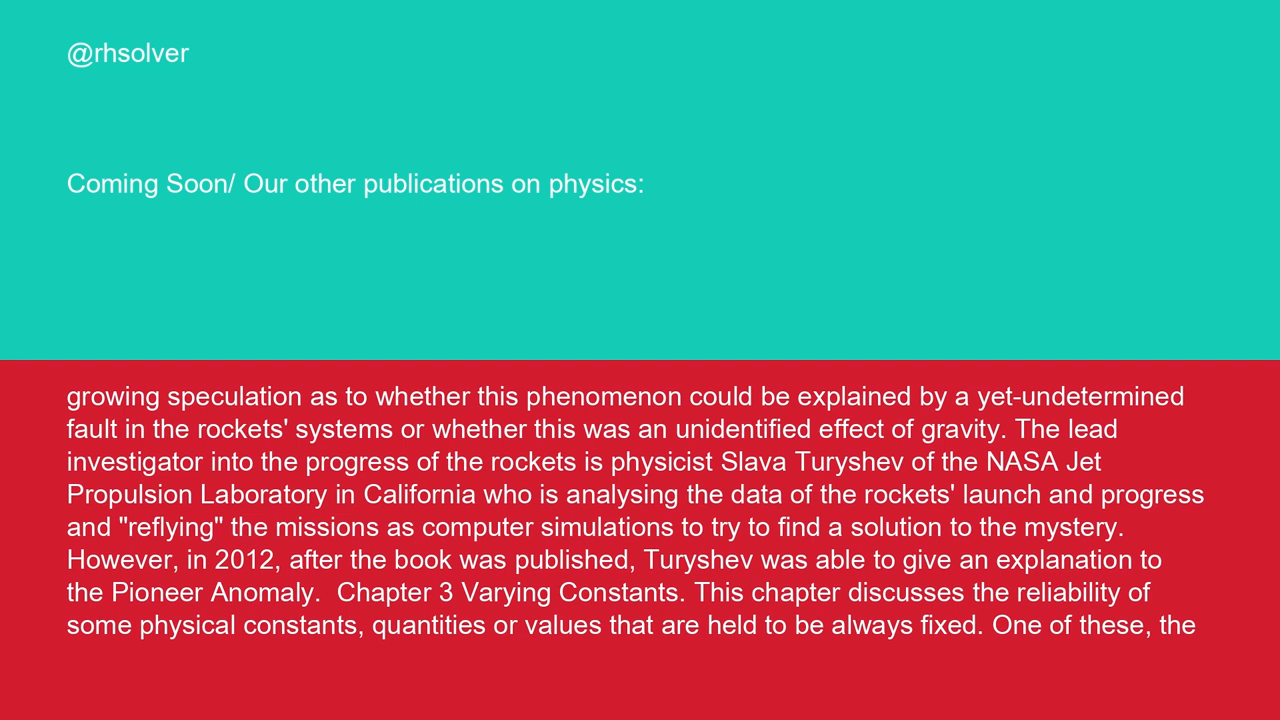 @rhsolver
Coming Soon/ Our other publications on physics:
growing speculation as to whether this phenomenon could be explained by a yet-undetermined
fault in the rockets' systems or whether this was an unidentified effect of gravity. The lead
investigator into the progress of the rockets is physicist Slava Turyshev of the NASA Jet
Propulsion Laboratory in California who is analysing the data of the rockets' launch and progress
and "reflying" the missions as computer simulations to try to find a solution to the mystery.
However, in 2012, after the book was published, Turyshev was able to give an explanation to
the Pioneer Anomaly.  Chapter 3 Varying Constants. This chapter discusses the reliability of
some physical constants, quantities or values that are held to be always fixed. One of these, the